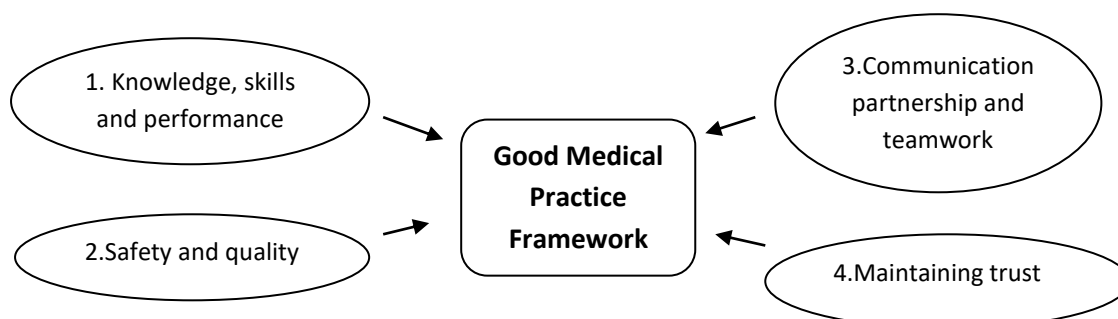 1. Knowledge, skills
and performance
2.Safety and quality
Good Medical
Practice
Framework
3.Communication
partnership and
teamwork
4.Maintaining trust